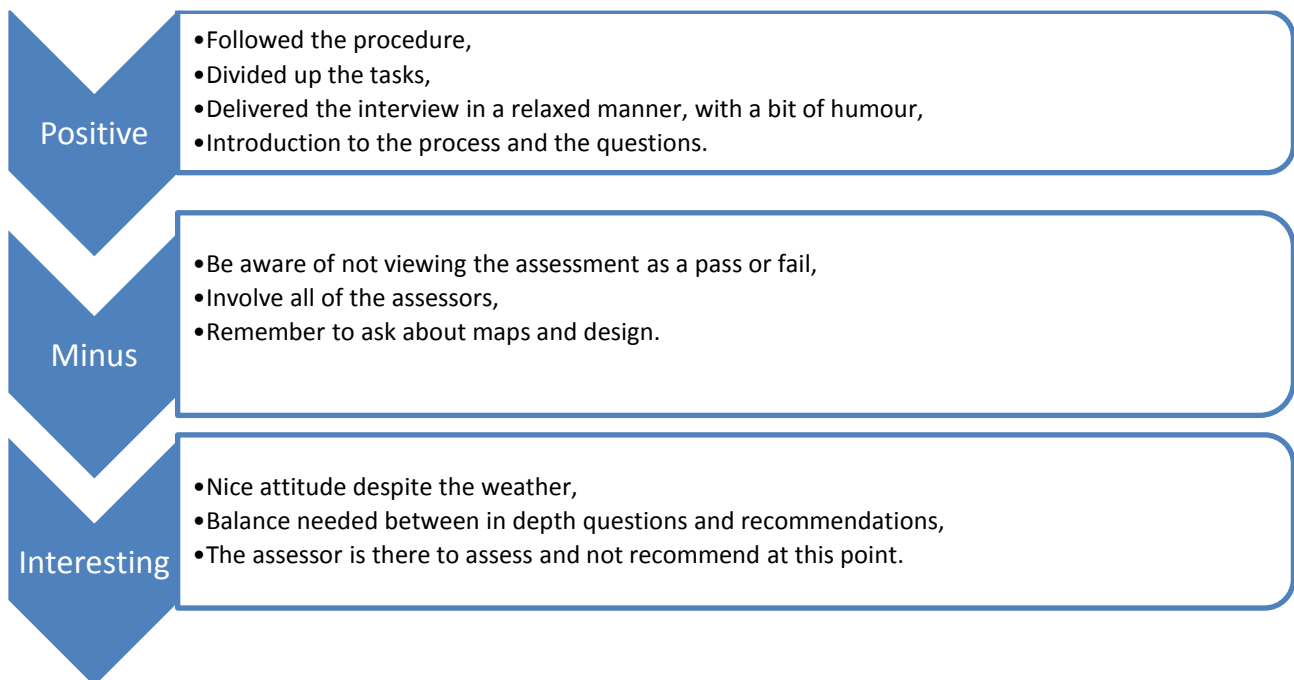 Positive
•Followed the procedure,
•Divided up the tasks,
•Delivered the interview in a relaxed manner, with a bit of humour,
•Introduction to the process and the questions.
Minus
•Be aware of not viewing the assessment as a pass or fail,
•Involve all of the assessors,
•Remember to ask about maps and design.
Interesting
•Nice attitude despite the weather,
•Balance needed between in depth questions and recommendations,
•The assessor is there to assess and not recommend at this point.